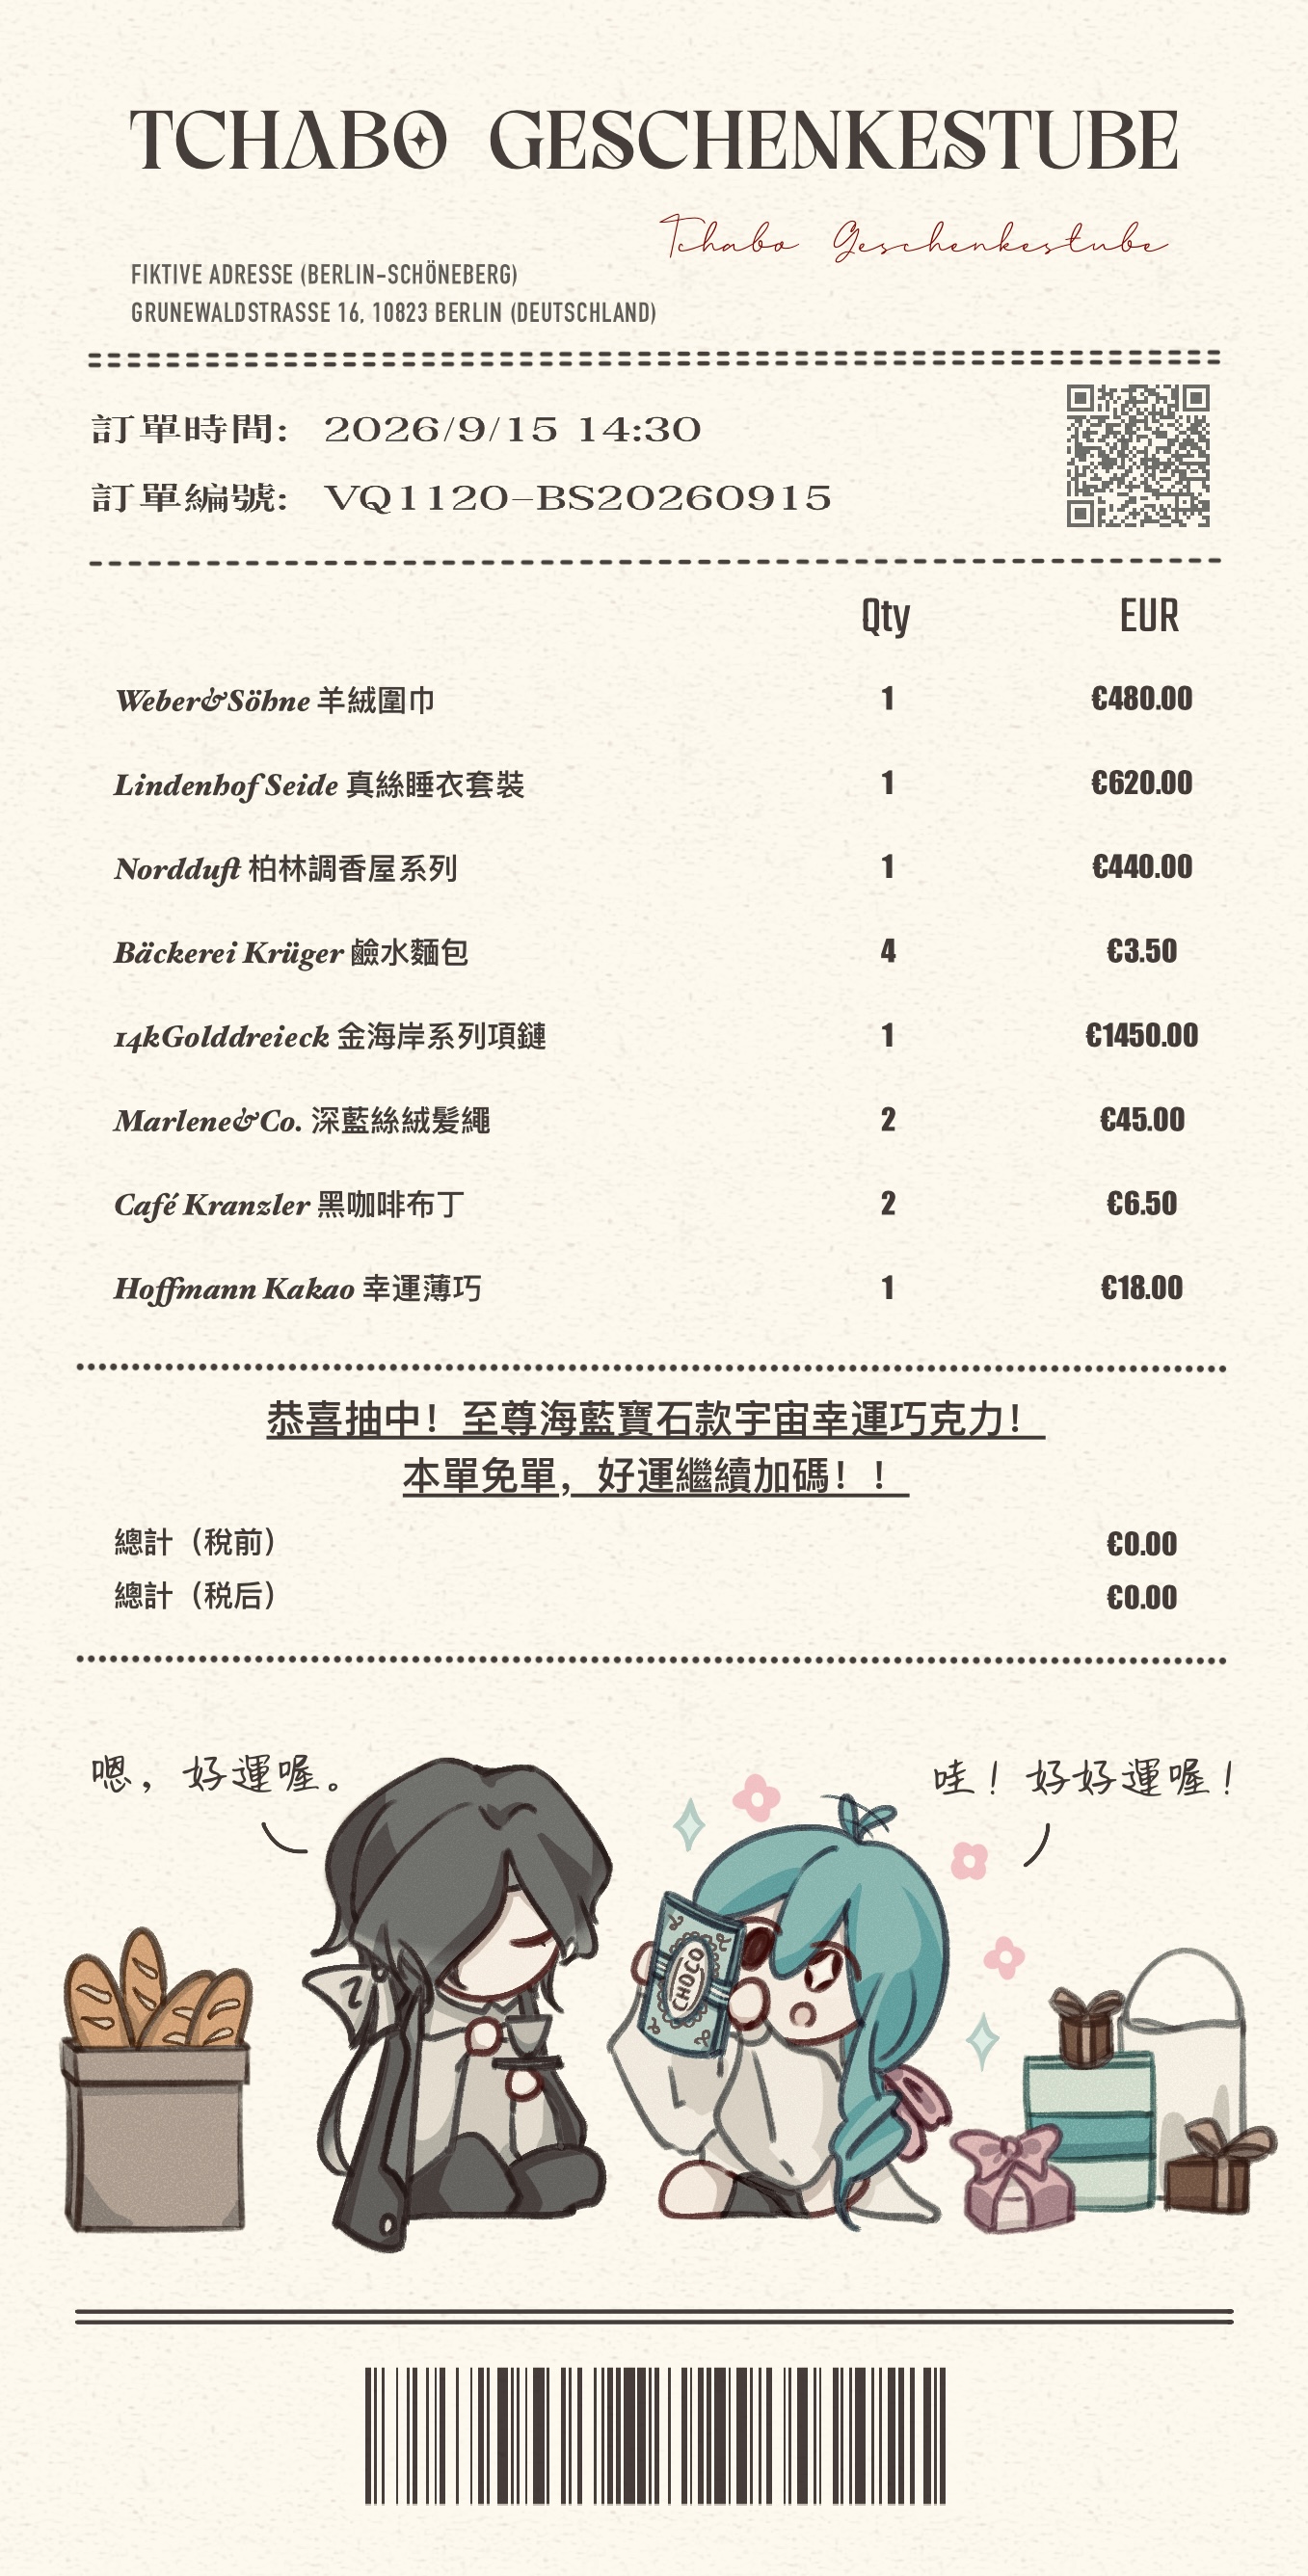 TCHABO GESCHENKESTUBE
Tchabo Geschenkestube
FIKTIVE ADRESSE (BERLIN-SCHÖNEBERG)
GRUNEWALDSTRASSE 16, 10823 BERLIN (DEUTSCHLAND)
訂單時間: 2026/9/15 14:30
訂單編號: VQ1120-BS20260915
Qty EUR
Weber&Söhne 羊絨圍巾 1 €480.00
Lindenhof Seide 真絲睡衣套裝 1 €620.00
Nordduft 柏林調香屋系列 1 €440.00
Bäckerei Krüger 鹼水麵包 4 €3.50
14kGolddreieck 金海岸系列項鏈 1 €1450.00
Marlene&Co. 深藍絲絨髮繩 2 €45.00
Café Kranzler 黑咖啡布丁 2 €6.50
Hoffmann Kakao 幸運薄巧 1 €18.00
恭喜抽中！至尊海藍寶石款宇宙幸運巧克力！
本單免單，好運繼續加碼！！
總計（稅前） €0.00
總計（税后） €0.00
嗯，好運喔。
哇！好好運喔！
CHOCO